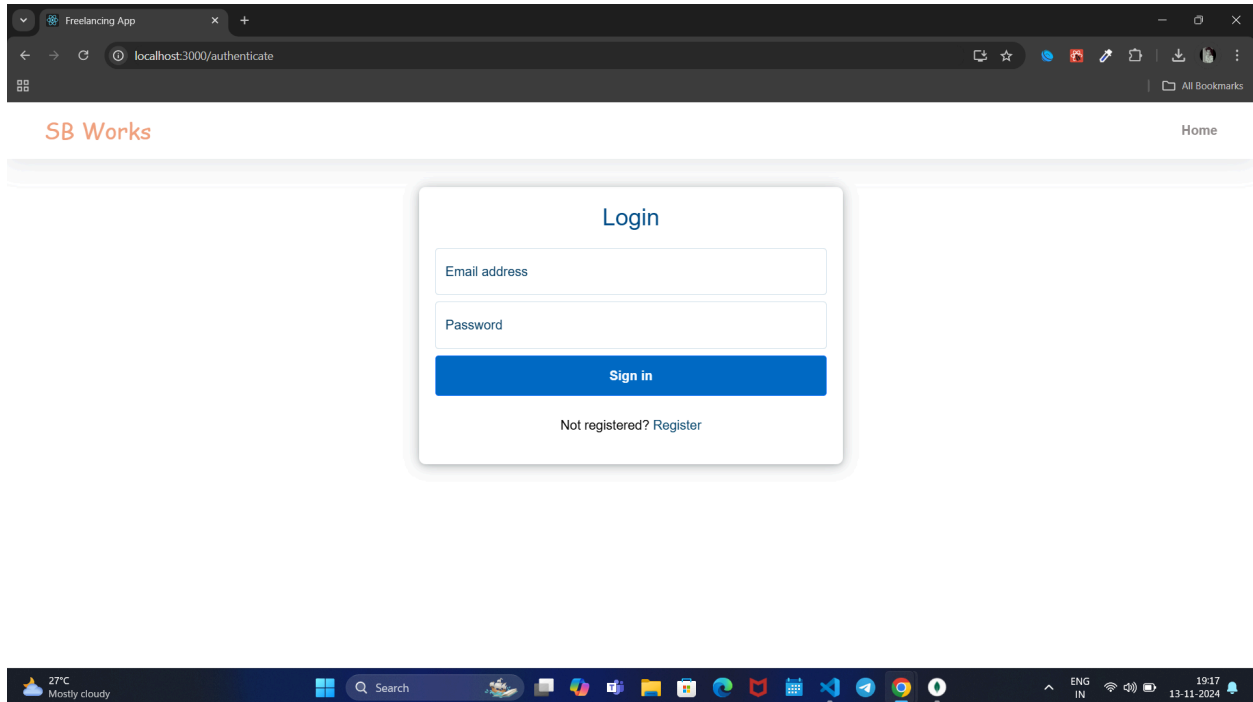 Freelancing App
localhost:3000/authenticate
All Bookmarks
SB Works
Home
Login
Email address
Password
Sign in
Not registered? Register
27°C
Mostly cloudy
Search
ENG
IN
19:17
13-11-2024